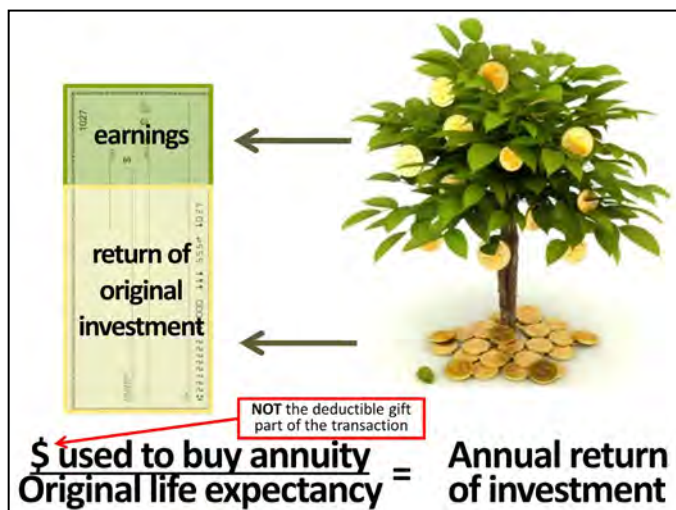 1027
earnings
return of
original
investment
NOT the deductible gift
part of the transaction
$ used to buy annuity
Original life expectancy
=
Annual return
of investment